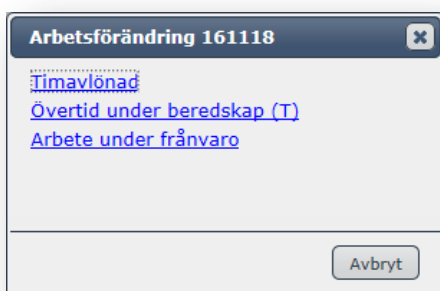 Arbetsförändring 161118
Timavlönad
Övertid under beredskap (T)
Arbete under frånvaro
Avbryt